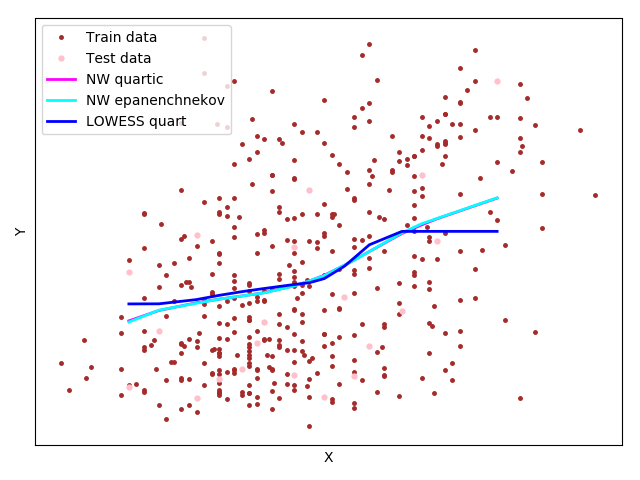 Train data
Test data
NW quartic
NW epanenchnekov
LOWESS quart
Y
X